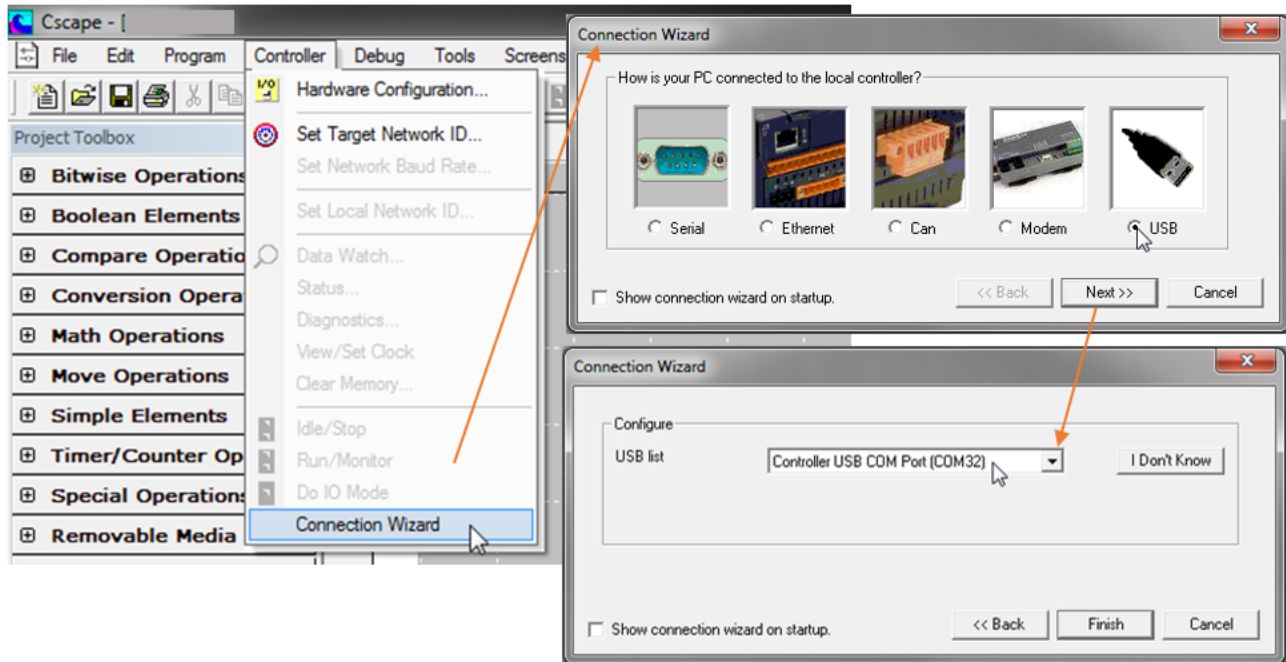 Cscape - [
File Edit Program Controller Debug Tools Screens
Project Toolbox
Bitwise Operations
Boolean Elements
Compare Operatio
Conversion Opera
Math Operations
Move Operations
Simple Elements
Timer/Counter Op
Special Operations
Removable Media
I/O
Hardware Configuration...
Set Target Network ID...
Set Network Baud Rate...
Set Local Network ID...
Data Watch...
Status...
Diagnostics...
View/Set Clock
Clear Memory...
Idle/Stop
Run/Monitor
Do IO Mode
Connection Wizard
Connection Wizard
How is your PC connected to the local controller?
Serial Ethernet Can Modem USB
Show connection wizard on startup.
<< Back Next >> Cancel
Connection Wizard
Configure
USB list Controller USB COM Port (COM32) I Don't Know
Show connection wizard on startup.
<< Back Finish Cancel